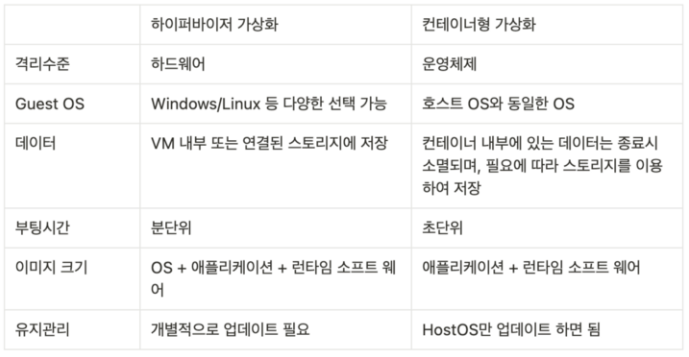 하이퍼바이저 가상화 컨테이너형 가상화
격리수준 하드웨어 운영체제
Guest OS Windows/Linux 등 다양한 선택 가능 호스트 OS와 동일한 OS
데이터 VM 내부 또는 연결된 스토리지에 저장 컨테이너 내부에 있는 데이터는 종료시
소멸되며, 필요에 따라 스토리지를 이용
하여 저장
부팅시간 분단위 초단위
이미지 크기 OS + 애플리케이션 + 런타임 소프트 웨 애플리케이션 + 런타임 소프트 웨어
어
유지관리 개별적으로 업데이트 필요 HostOS만 업데이트 하면 됨